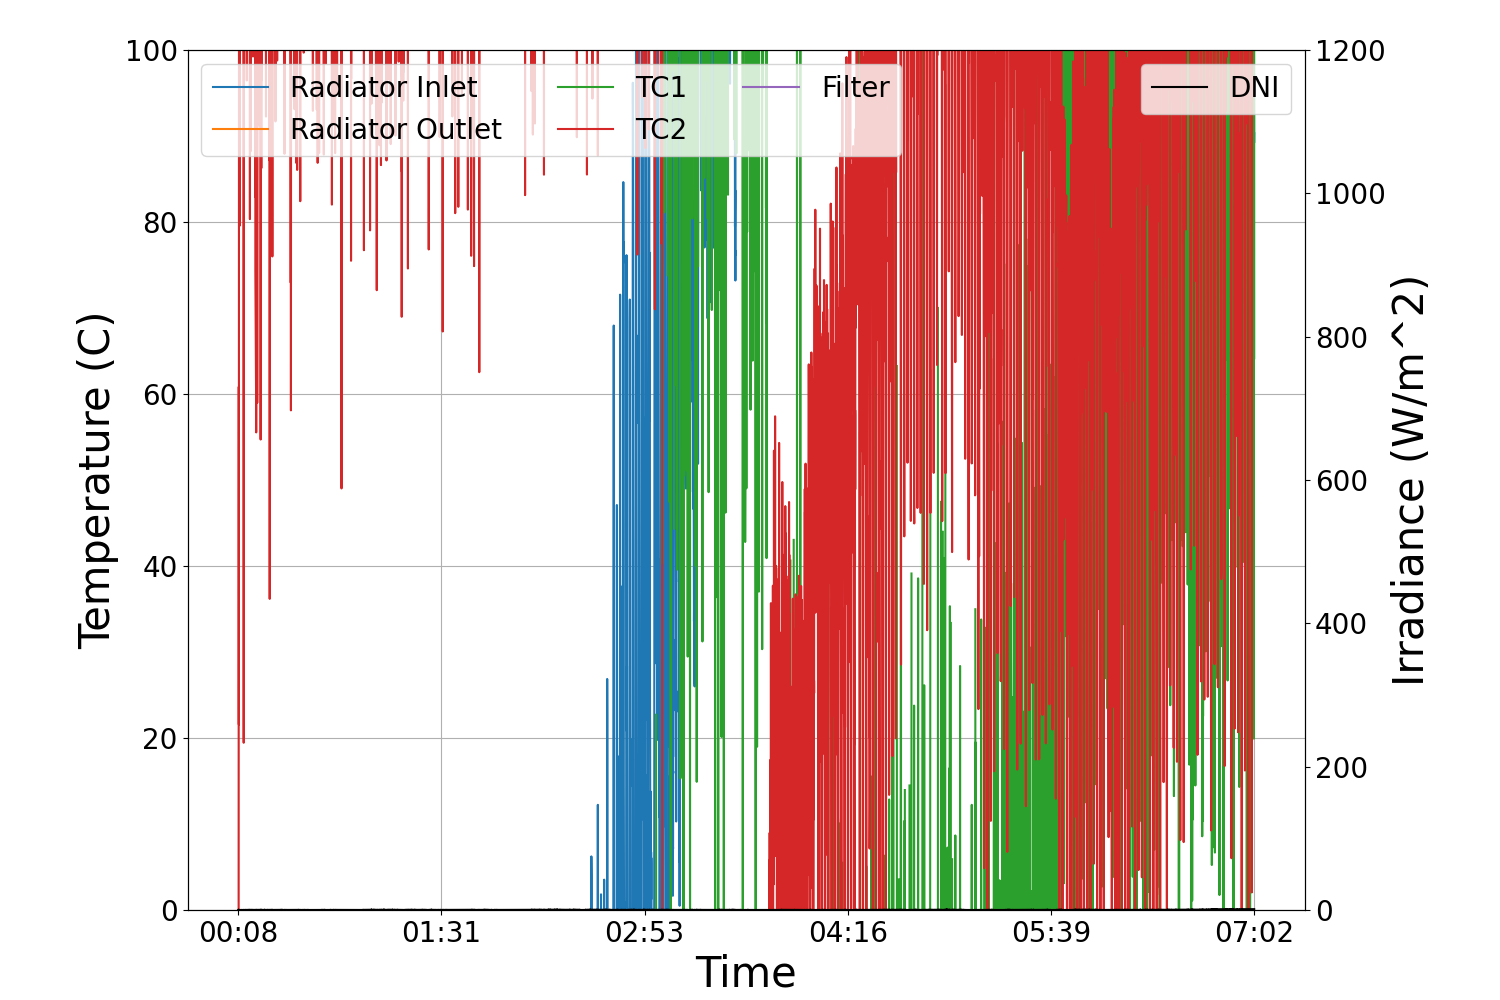 100
80
60
40
20
0
Temperature (C)
Radiator Inlet
Radiator Outlet
TC1
TC2
Filter
DNI
1200
1000
800
600
400
200
0
Irradiance (W/m^2)
00:08
01:31
02:53
04:16
05:39
07:02
Time